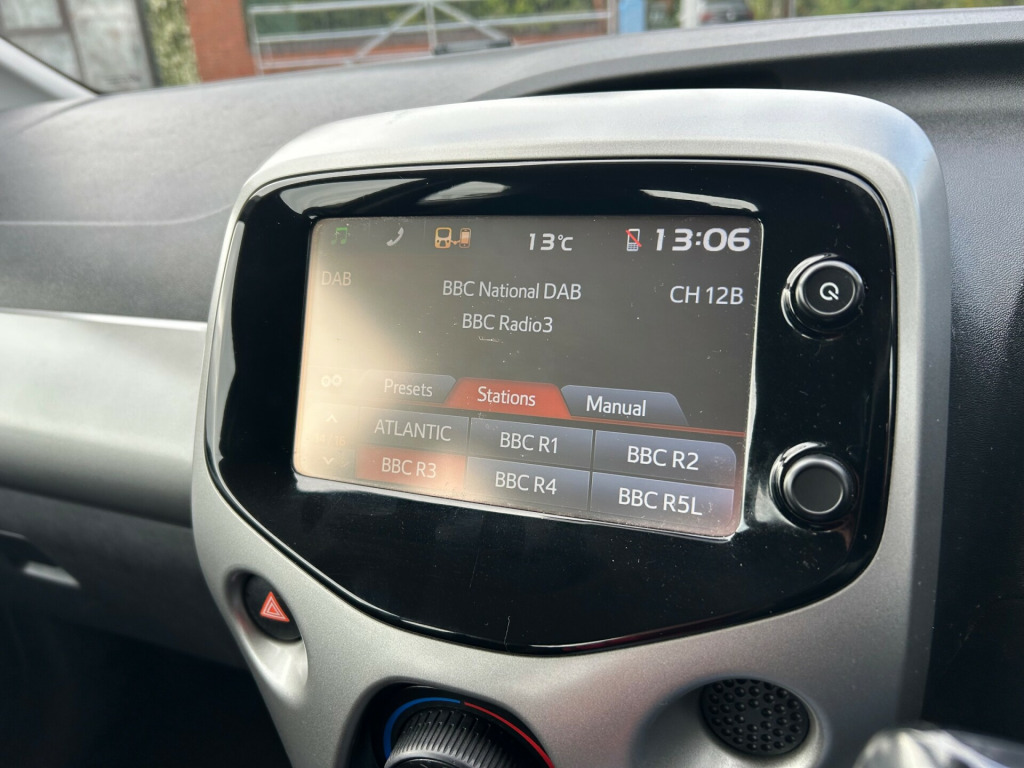 13°C 13:06
DAB
BBC National DAB
CH 12B
BBC Radio3
Presets Stations Manual
ATLANTIC BBC R1 BBC R2
BBC R3 BBC R4 BBC R5L